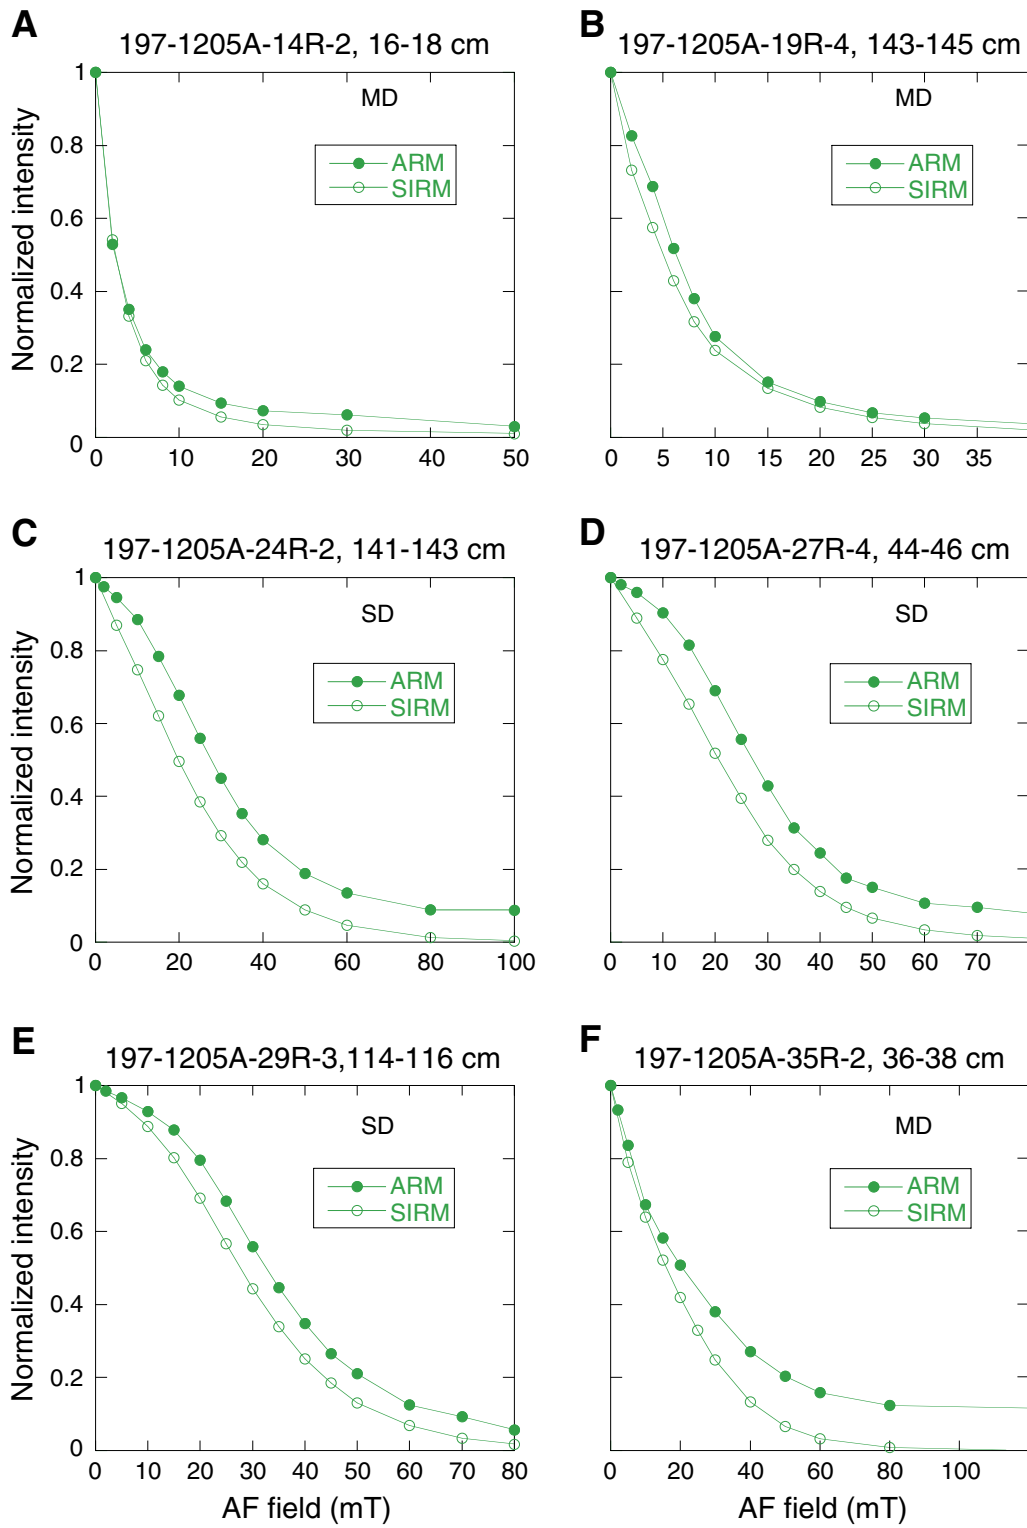 A
197-1205A-14R-2, 16-18 cm
Normalized intensity
1
0.8
0.6
0.4
0.2
0
MD
ARM
SIRM
0 10 20 30 40 50
B
197-1205A-19R-4, 143-145 cm
MD
ARM
SIRM
0 5 10 15 20 25 30 35
C
197-1205A-24R-2, 141-143 cm
Normalized intensity
1
0.8
0.6
0.4
0.2
0
SD
ARM
SIRM
0 20 40 60 80 100
D
197-1205A-27R-4, 44-46 cm
SD
ARM
SIRM
0 10 20 30 40 50 60 70
E
197-1205A-29R-3,114-116 cm
Normalized intensity
1
0.8
0.6
0.4
0.2
0
SD
ARM
SIRM
0 10 20 30 40 50 60 70 80
AF field (mT)
F
197-1205A-35R-2, 36-38 cm
MD
ARM
SIRM
0 20 40 60 80 100
AF field (mT)